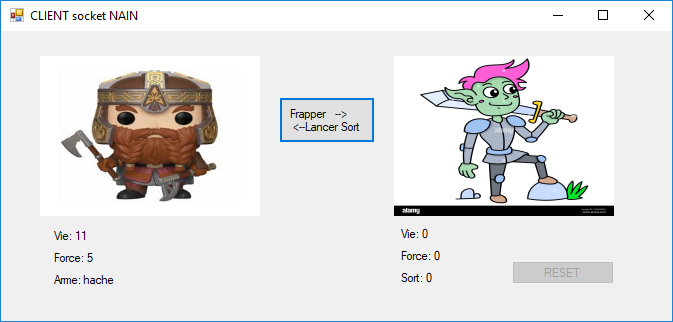 CLIENT socket NAIN
Frapper -->
<--Lancer Sort
alamy
Vie: 11
Force: 5
Arme: hache
Vie: 0
Force: 0
Sort: 0
RESET